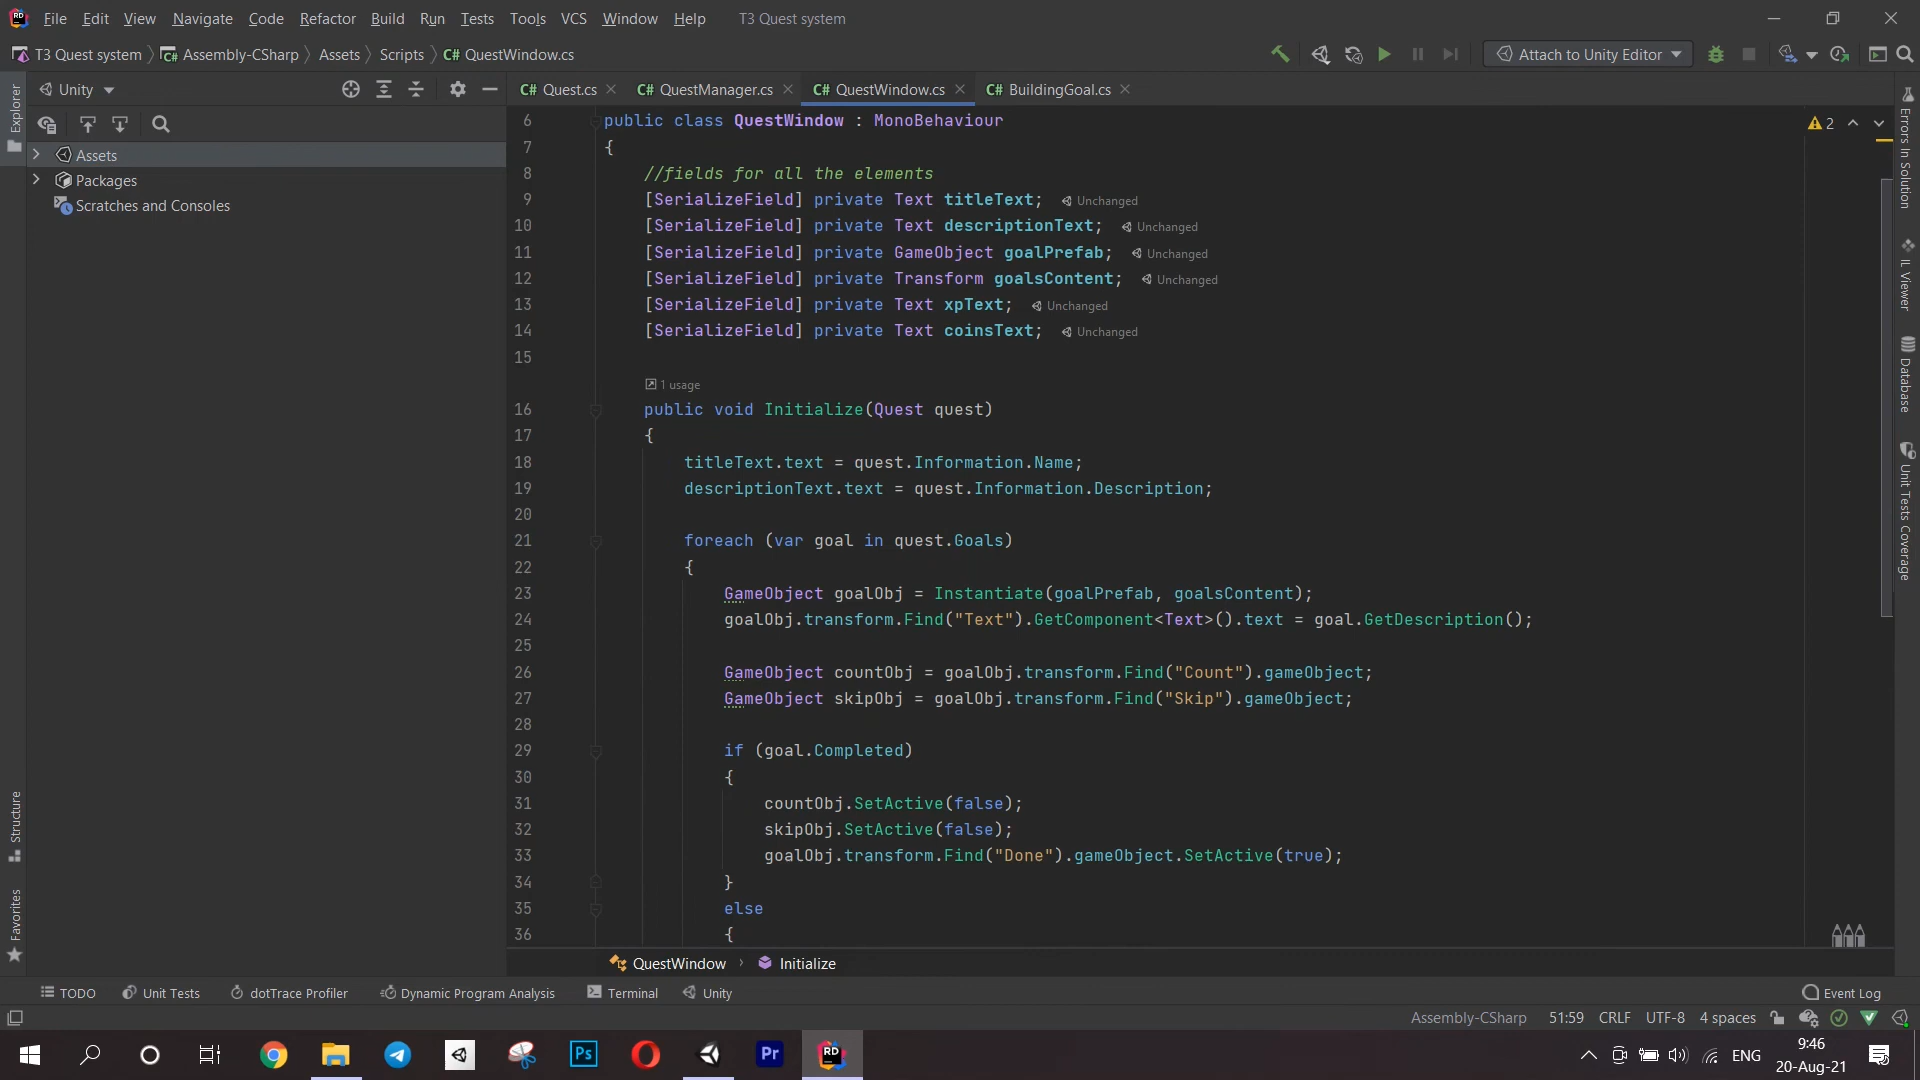 File Edit View Navigate Code Refactor Build Run Tests Tools VCS Window Help T3 Quest system
T3 Quest system Assembly-CSharp Assets Scripts C# QuestWindow.cs
Attach to Unity Editor
Unity
C# Quest.cs C# QuestManager.cs C# QuestWindow.cs C# BuildingGoal.cs
Explorer
Assets
Packages
Scratches and Consoles
Structure
Favorites
6 public class QuestWindow : MonoBehaviour
2
7 {
8 //fields for all the elements
9 [SerializeField] private Text titleText; Unchanged
10 [SerializeField] private Text descriptionText; Unchanged
11 [SerializeField] private GameObject goalPrefab; Unchanged
12 [SerializeField] private Transform goalsContent; Unchanged
13 [SerializeField] private Text xpText; Unchanged
14 [SerializeField] private Text coinsText; Unchanged
15
1 usage
16 public void Initialize(Quest quest)
17 {
18 titleText.text = quest.Information.Name;
19 descriptionText.text = quest.Information.Description;
20
21 foreach (var goal in quest.Goals)
22 {
23 GameObject goalObj = Instantiate(goalPrefab, goalsContent);
24 goalObj.transform.Find("Text").GetComponent<Text>().text = goal.GetDescription();
25
26 GameObject countObj = goalObj.transform.Find("Count").gameObject;
27 GameObject skipObj = goalObj.transform.Find("Skip").gameObject;
28
29 if (goal.Completed)
30 {
31 countObj.SetActive(false);
32 skipObj.SetActive(false);
33 goalObj.transform.Find("Done").gameObject.SetActive(true);
34 }
35 else
36 {
Errors In Solution
IL Viewer
Database
Unit Tests Coverage
QuestWindow Initialize
TODO Unit Tests dotTrace Profiler Dynamic Program Analysis Terminal Unity Event Log
Assembly-CSharp 51:59 CRLF UTF-8 4 spaces
Ps Pr RD ENG
9:46
20-Aug-21